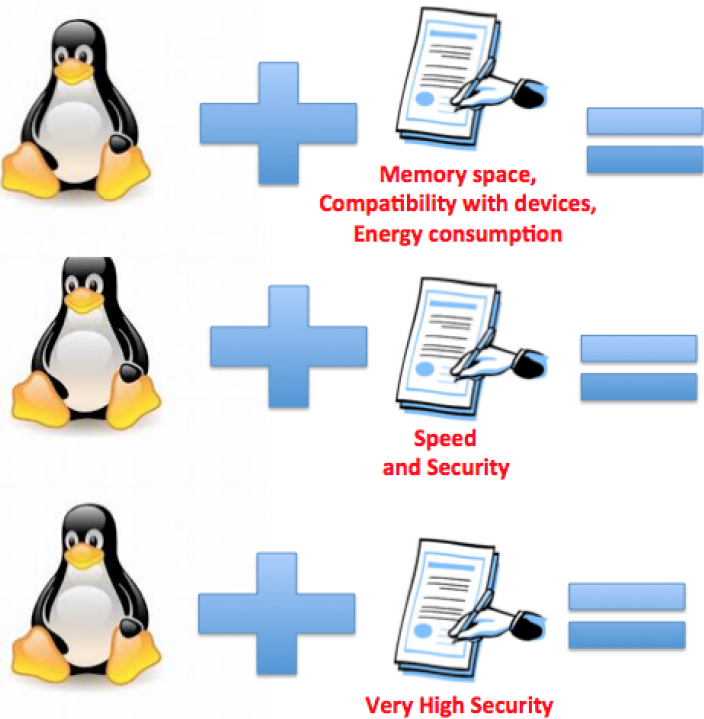 Memory space,
Compatibility with devices,
Energy consumption
Speed
and Security
Very High Security